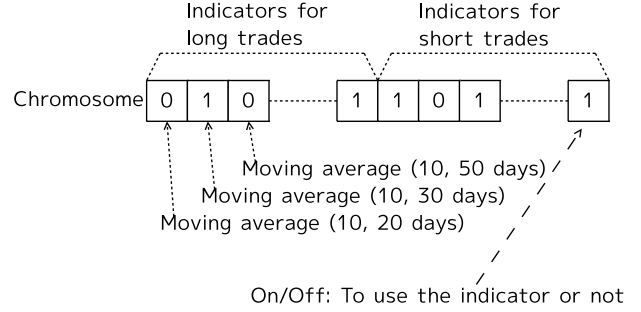 Indicators for
long trades
Indicators for
short trades
Chromosome 0 1 0 1 1 0 1 1
Moving average (10, 50 days)
Moving average (10, 30 days)
Moving average (10, 20 days)
On/Off: To use the indicator or not